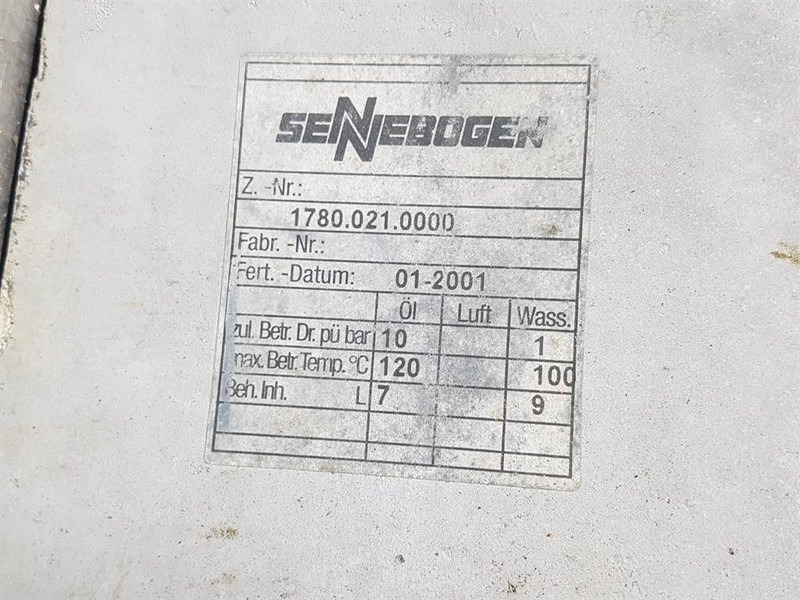 SENNEBOGEN
Z. -Nr.:
1780.021.0000
Fabr. -Nr.:
Fert. -Datum: 01-2001
Öl Luft Wass.
zul. Betr. Dr. pü bar 10 1
max. Betr. Temp. °C 120 100
Beh. Inh. L 7 9